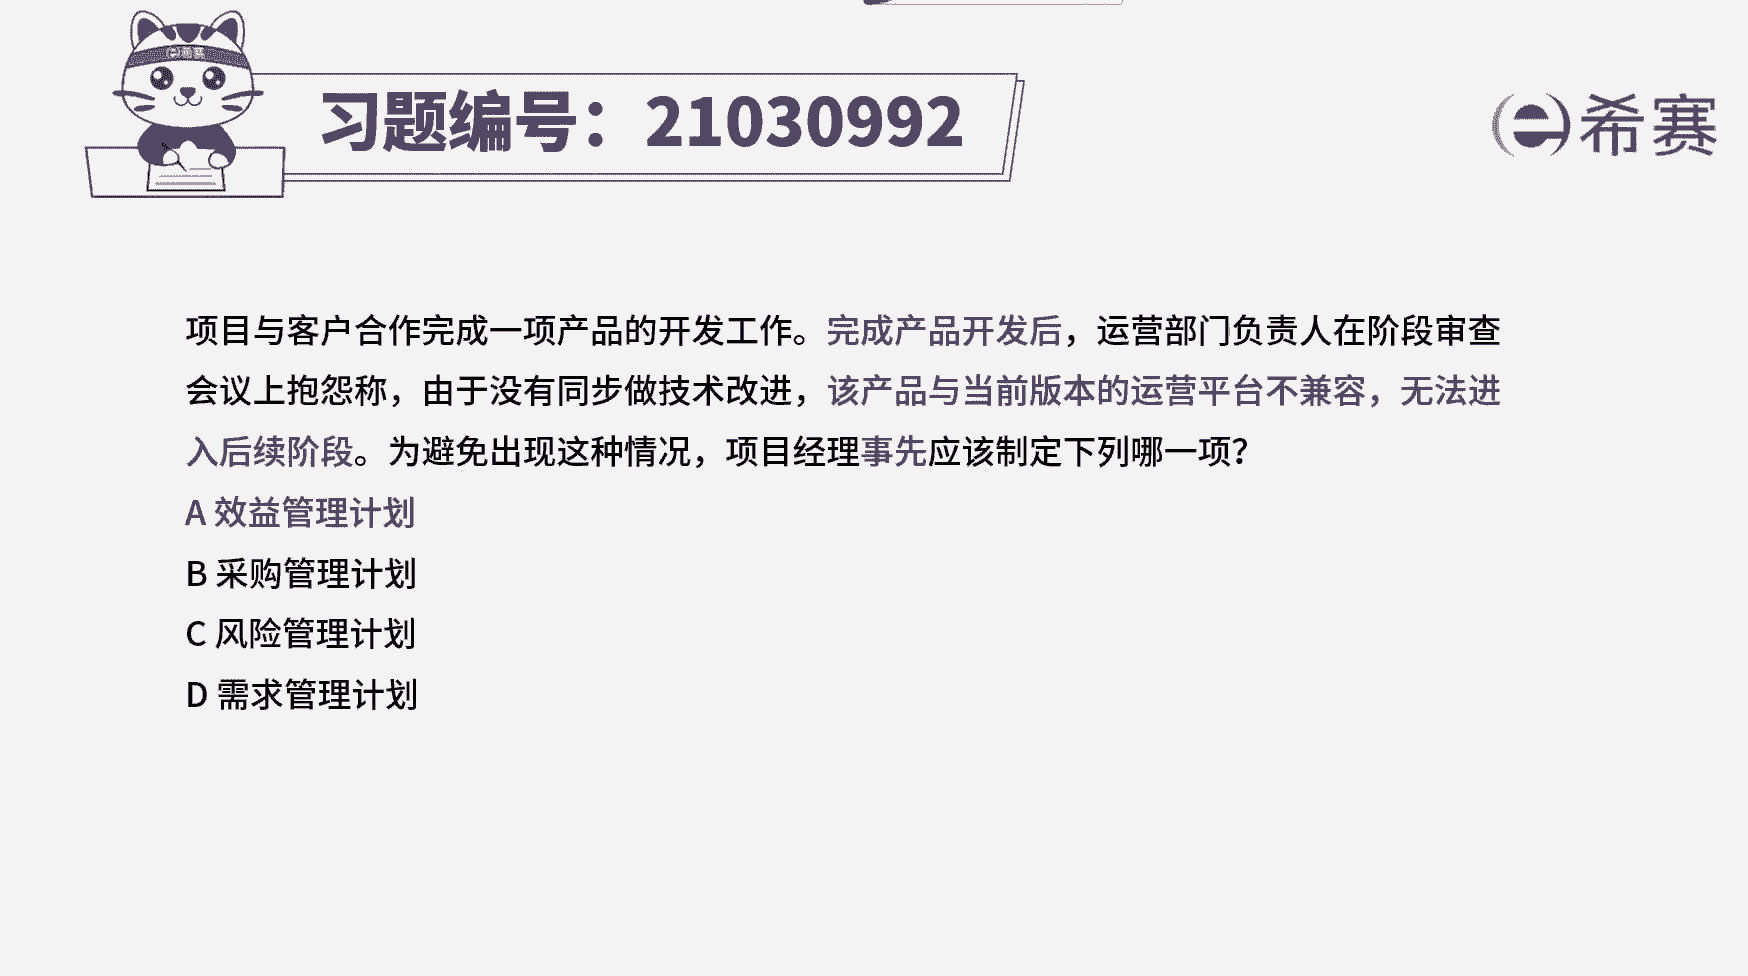 习题编号：21030992
希赛
项目与客户合作完成一项产品的开发工作。完成产品开发后，运营部门负责人在阶段审查
会议上抱怨称，由于没有同步做技术改进，该产品与当前版本的运营平台不兼容，无法进
入后续阶段。为避免出现这种情况，项目经理事先应该制定下列哪一项？
A 效益管理计划
B 采购管理计划
C 风险管理计划
D 需求管理计划